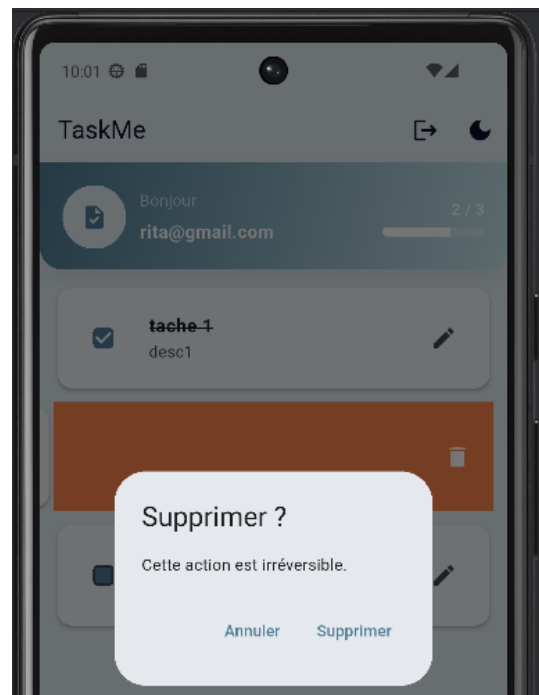 10:01
TaskMe
Bonjour
rita@gmail.com
2 / 3
tache 1
desc1
Supprimer ?
Cette action est irréversible.
Annuler Supprimer